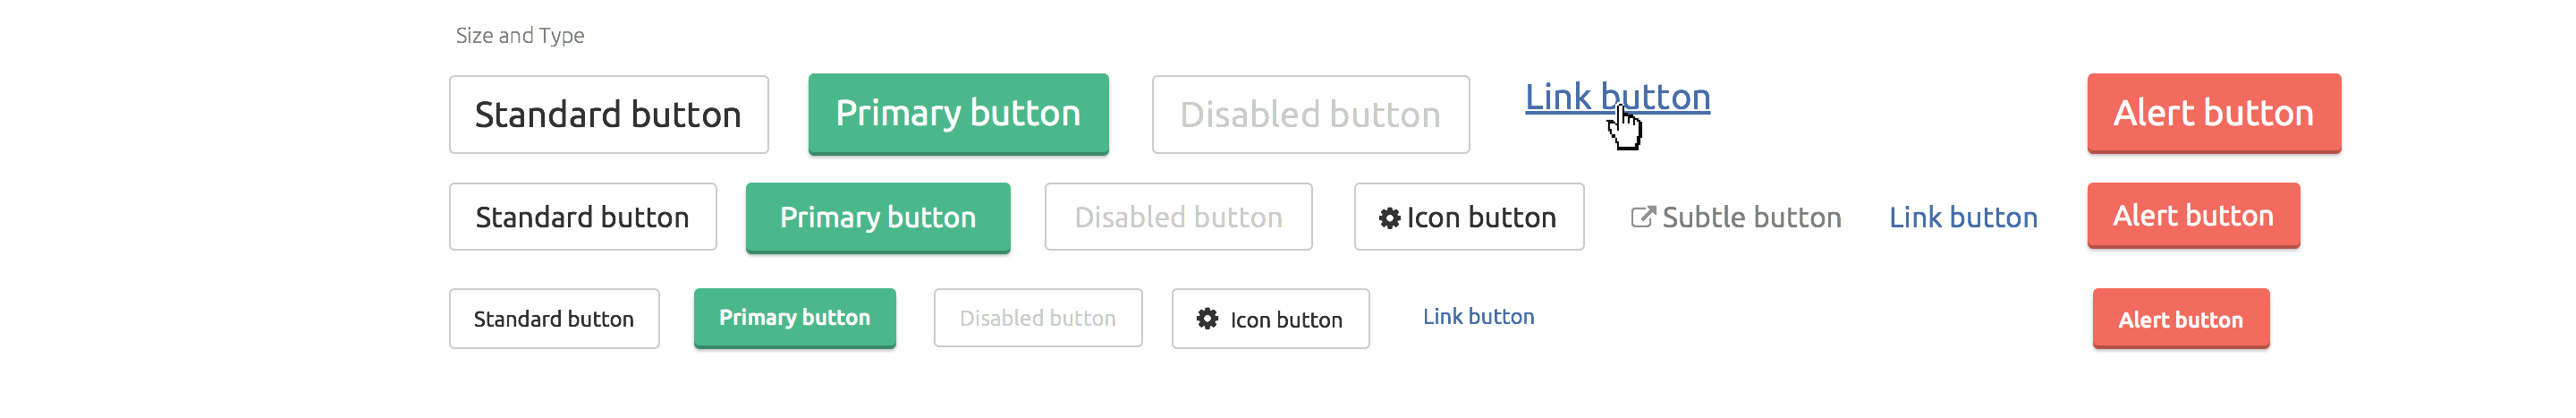 Size and Type
Standard button Primary button Disabled button Link button Alert button
Standard button Primary button Disabled button Icon button Subtle button Link button Alert button
Standard button Primary button Disabled button Icon button Link button Alert button